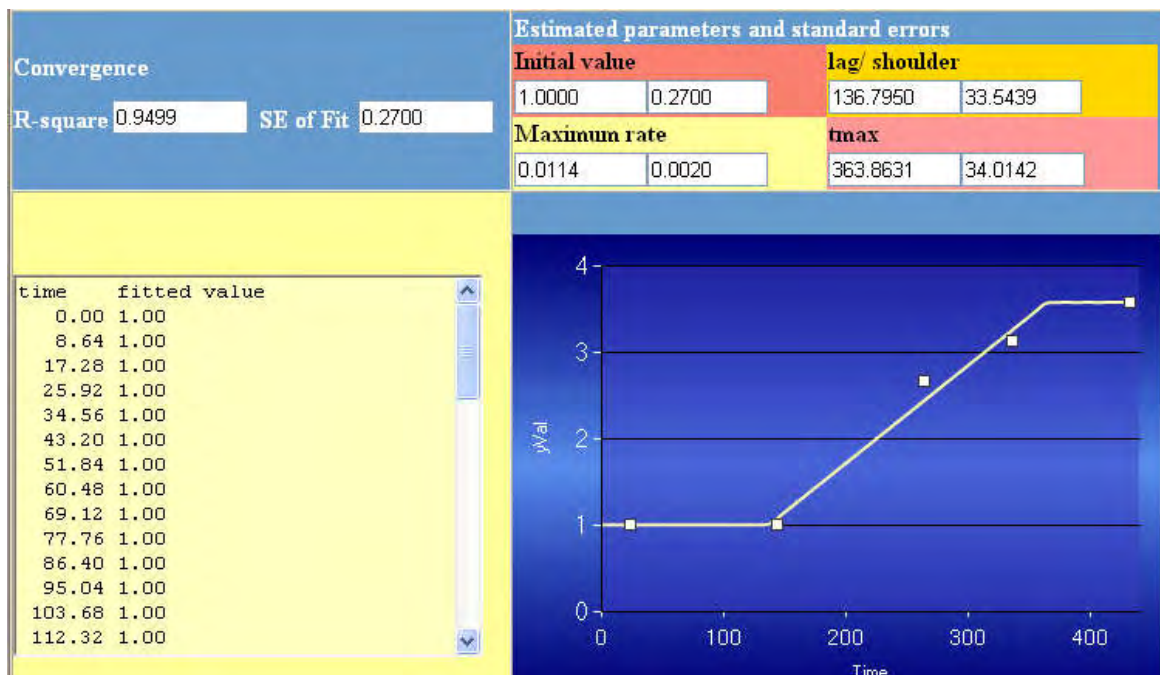 Convergence
R-square 0.9499 SE of Fit 0.2700
Estimated parameters and standard errors
Initial value lag/ shoulder
1.0000 0.2700 136.7950 33.5439
Maximum rate tmax
0.0114 0.0020 363.8631 34.0142
time fitted value
0.00 1.00
8.64 1.00
17.28 1.00
25.92 1.00
34.56 1.00
43.20 1.00
51.84 1.00
60.48 1.00
69.12 1.00
77.76 1.00
86.40 1.00
95.04 1.00
103.68 1.00
112.32 1.00
4
3
2
1
0
yVal
0 100 200 300 400
Time